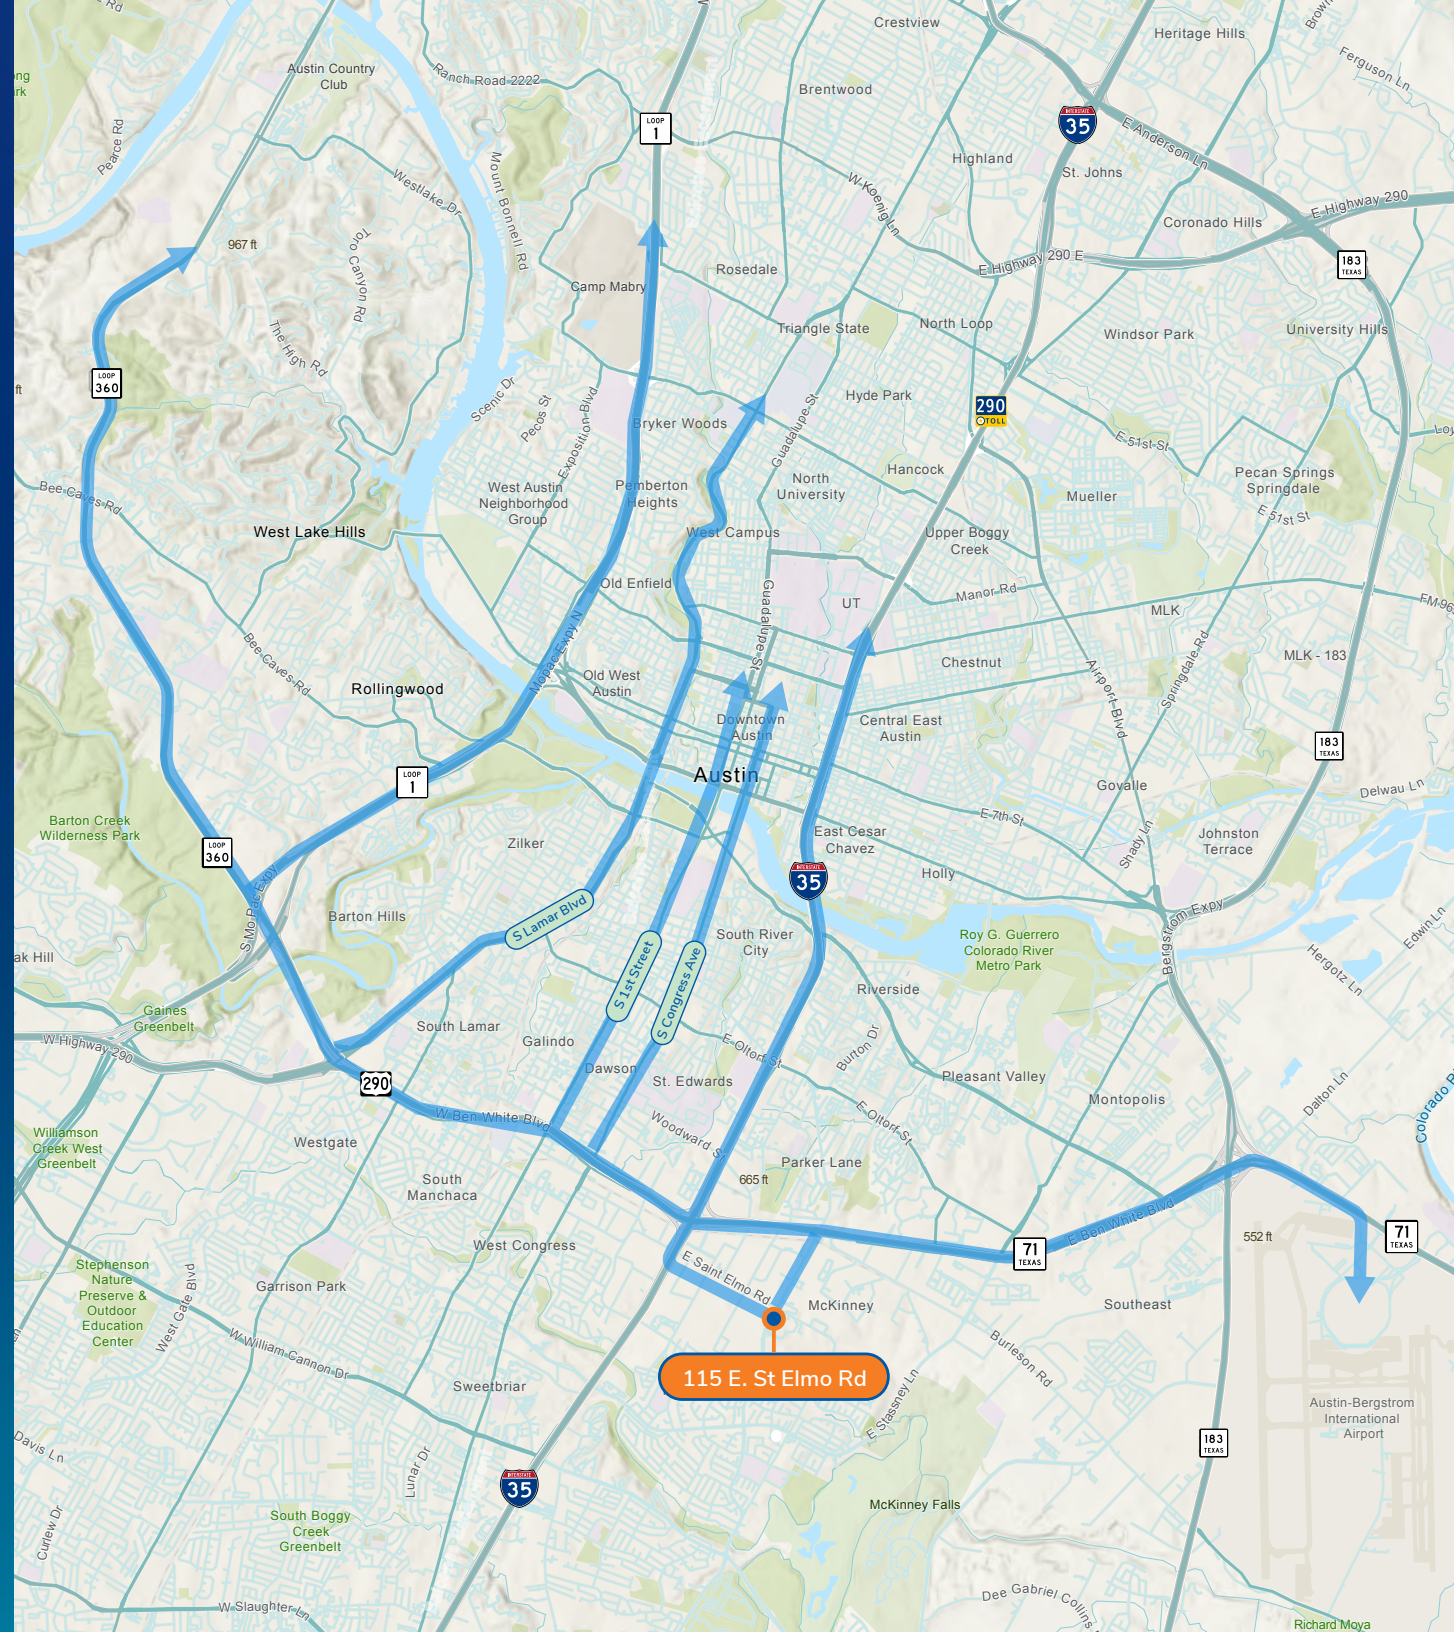 Crestview
Heritage Hills
Ferguson Ln
Austin Country
Club
Ranch Road 2222
Brentwood
Pearce Rd
LOOP
1
INTERSTATE
35
E Anderson Ln
Highland
St. Johns
Mount Bonnell Rd
Westlake Dr
W Koenig Ln
E Highway 290
Coronado Hills
967 ft
Toro Canyon Rd
Rosedale
E Highway 290 E
183
TEXAS
Camp Mabry
Triangle State
North Loop
Windsor Park
University Hills
The High Rd
LOOP
360
ft
Scenic Dr
Pecos St
Exposition Blvd
Hyde Park
290
TOLL
Bryker Woods
Guadalupe St
E 51st St
Hancock
Pecan Springs
Springdale
Bee Caves Rd
West Austin
Neighborhood
Group
Pemberton
Heights
North
University
Mueller
E 51st St
West Lake Hills
West Campus
Upper Boggy
Creek
Old Enfield
Guadalupe St
UT
Manor Rd
MLK
Mopac Expy N
Bee Caves Rd
Old West
Austin
Chestnut
Airport Blvd
Springdale Rd
MLK - 183
Rollingwood
Downtown
Austin
Central East
Austin
183
TEXAS
Austin
LOOP
1
Govalle
Delwau Ln
Barton Creek
Wilderness Park
E 7th St
Shady Ln
Johnston
Terrace
LOOP
360
Zilker
East Cesar
Chavez
INTERSTATE
35
Holly
S MoPac Expy
Barton Hills
S Lamar Blvd
S 1st Street
S Congress Ave
South River
City
Roy G. Guerrero
Colorado River
Metro Park
Bergstrom Expy
Edwin Ln
Hergotz Ln
ak Hill
Riverside
Gaines
Greenbelt
W Highway 290
South Lamar
Galindo
E Oltorf St
Burton Dr
Dawson
St. Edwards
Pleasant Valley
Montopolis
Dalton Ln
290
W Ben White Blvd
Woodward S
E Oltorf St
Williamson
Creek West
Greenbelt
Westgate
South
Manchaca
665 ft
Parker Lane
E Ben White Blvd
71
TEXAS
552 ft
71
TEXAS
West Congress
E Saint Elmo Rd
Stephenson
Nature
Preserve &
Outdoor
Education
Center
West Gate Blvd
Garrison Park
McKinney
Southeast
W William Cannon Dr
Burleson Rd
115 E. St Elmo Rd
Sweetbriar
E Stassney Ln
Austin-Bergstrom
International
Airport
Davis Ln
Lunar Dr
183
TEXAS
INTERSTATE
35
McKinney Falls
Curlew Dr
South Boggy
Creek
Greenbelt
W Slaughter Ln
Dee Gabriel Collins
Richard Moya